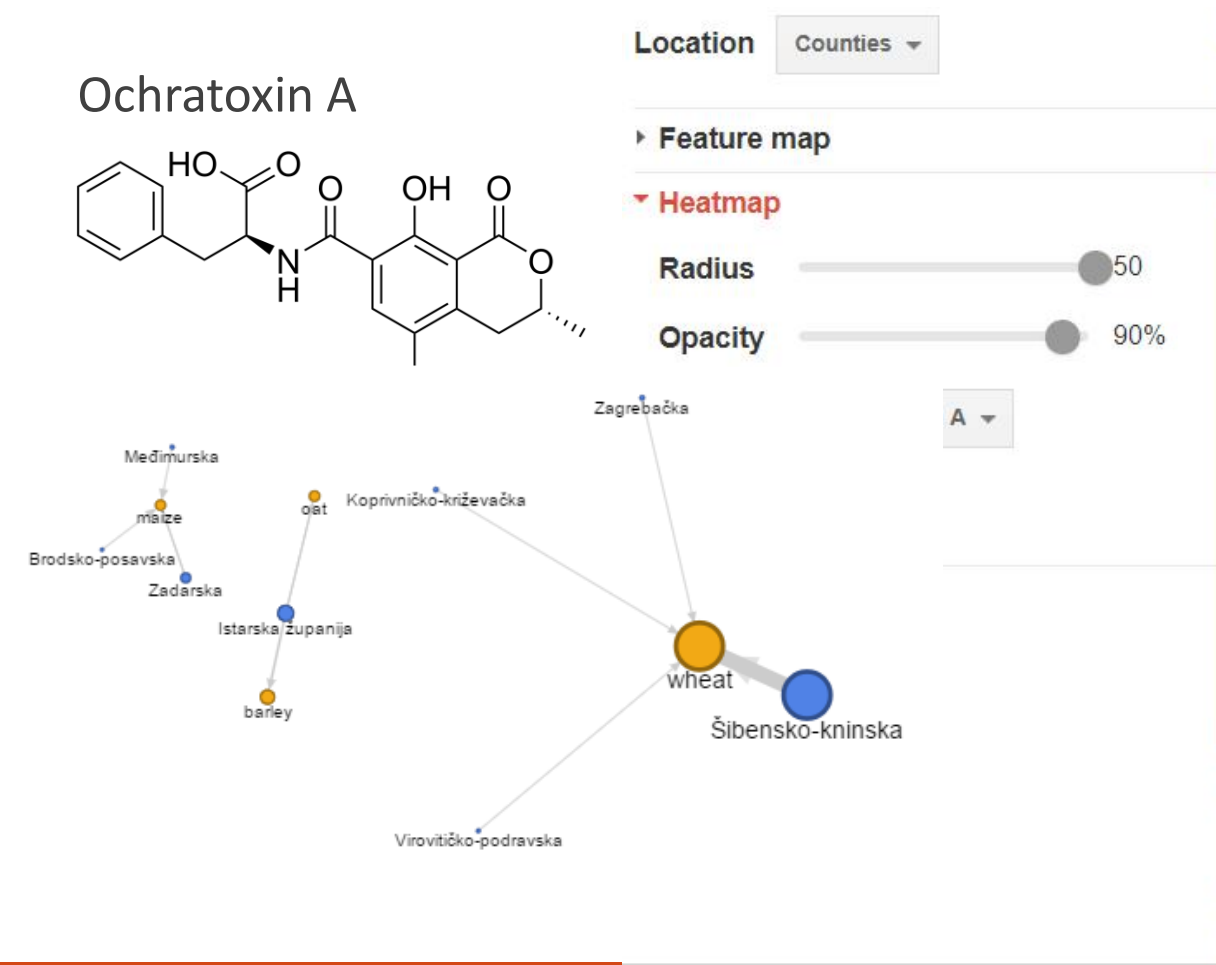 Location Counties
Ochratoxin A
Feature map
Heatmap
Radius 50
Opacity 90%
HO O O OH O
O
N
H
A
Zagrebačka
Međimurska
maize
oat
Koprivničko-križevačka
Brodsko-posavska
Zadarska
Istarska županija
wheat
barley
Šibensko-kninska
Virovitičko-podravska